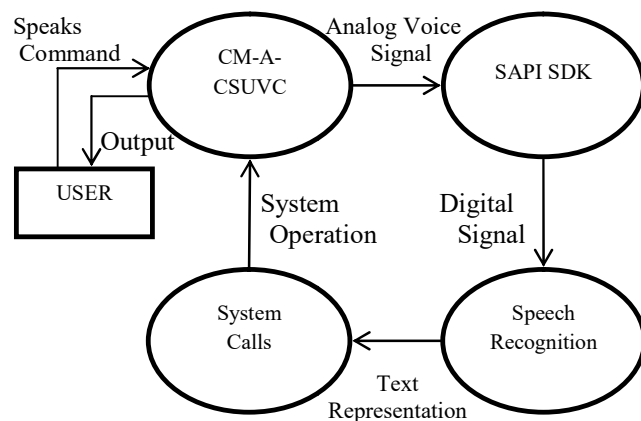 Speaks
Command
CM-A-
CSUVC
Analog Voice
Signal
SAPI SDK
Output
USER
System
Operation
Digital
Signal
System
Calls
Speech
Recognition
Text
Representation